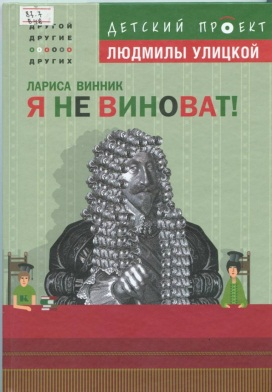 ДРУГОЙ
ДРУГИЕ
О ДРУГИХ
ДЕТСКИЙ ПРОЕКТ
ЛЮДМИЛЫ УЛИЦКОЙ
ЛАРИСА ВИННИК
Я НЕ ВИНОВАТ!